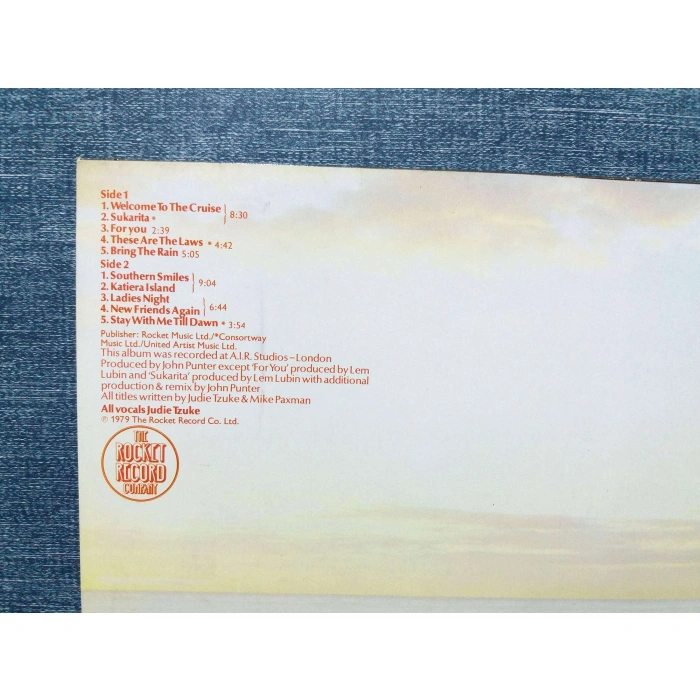 Side 1
1. Welcome To The Cruise } 8:30
2. Sukarita *
3. For you 2:39
4. These Are The Laws * 4:42
5. Bring The Rain 5:05
Side 2
1. Southern Smiles } 9:04
2. Katiera Island
3. Ladies Night } 6:44
4. New Friends Again
5. Stay With Me Till Dawn * 3:54
Publisher: Rocket Music Ltd./*Consortway
Music Ltd./United Artist Music Ltd.
This album was recorded at A.I.R. Studios – London
Produced by John Punter except 'For You' produced by Lem
Lubin and 'Sukarita' produced by Lem Lubin with additional
production & remix by John Punter
All titles written by Judie Tzuke & Mike Paxman
All vocals Judie Tzuke
℗ 1979 The Rocket Record Co. Ltd.
THE
ROCKET
RECORD
COMPANY